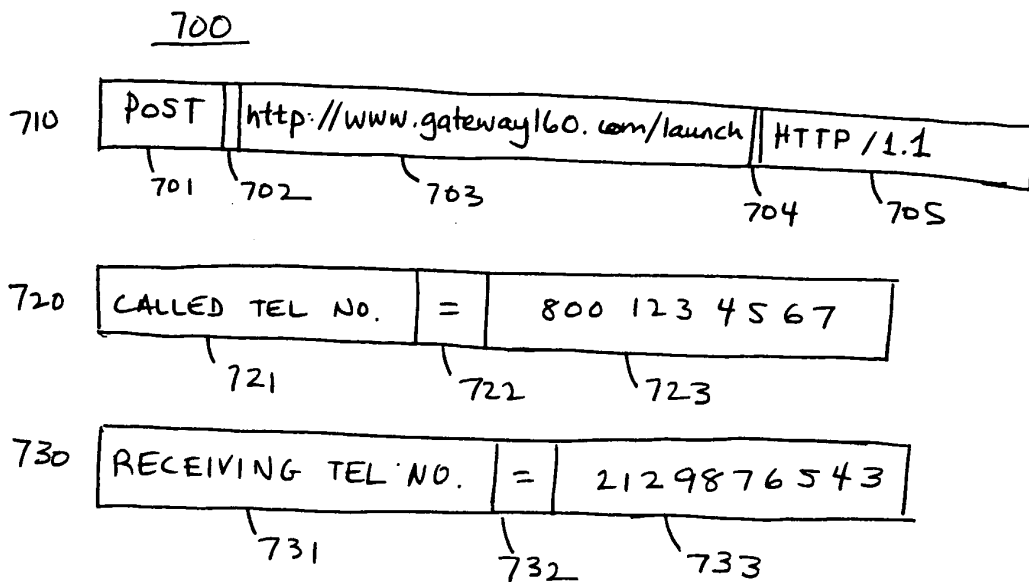 700
710 POST http://www.gateway160.com/launch HTTP/1.1
701 702 703 704 705
720 CALLED TEL NO. = 800 123 4567
721 722 723
730 RECEIVING TEL NO. = 2129876543
731 732 733